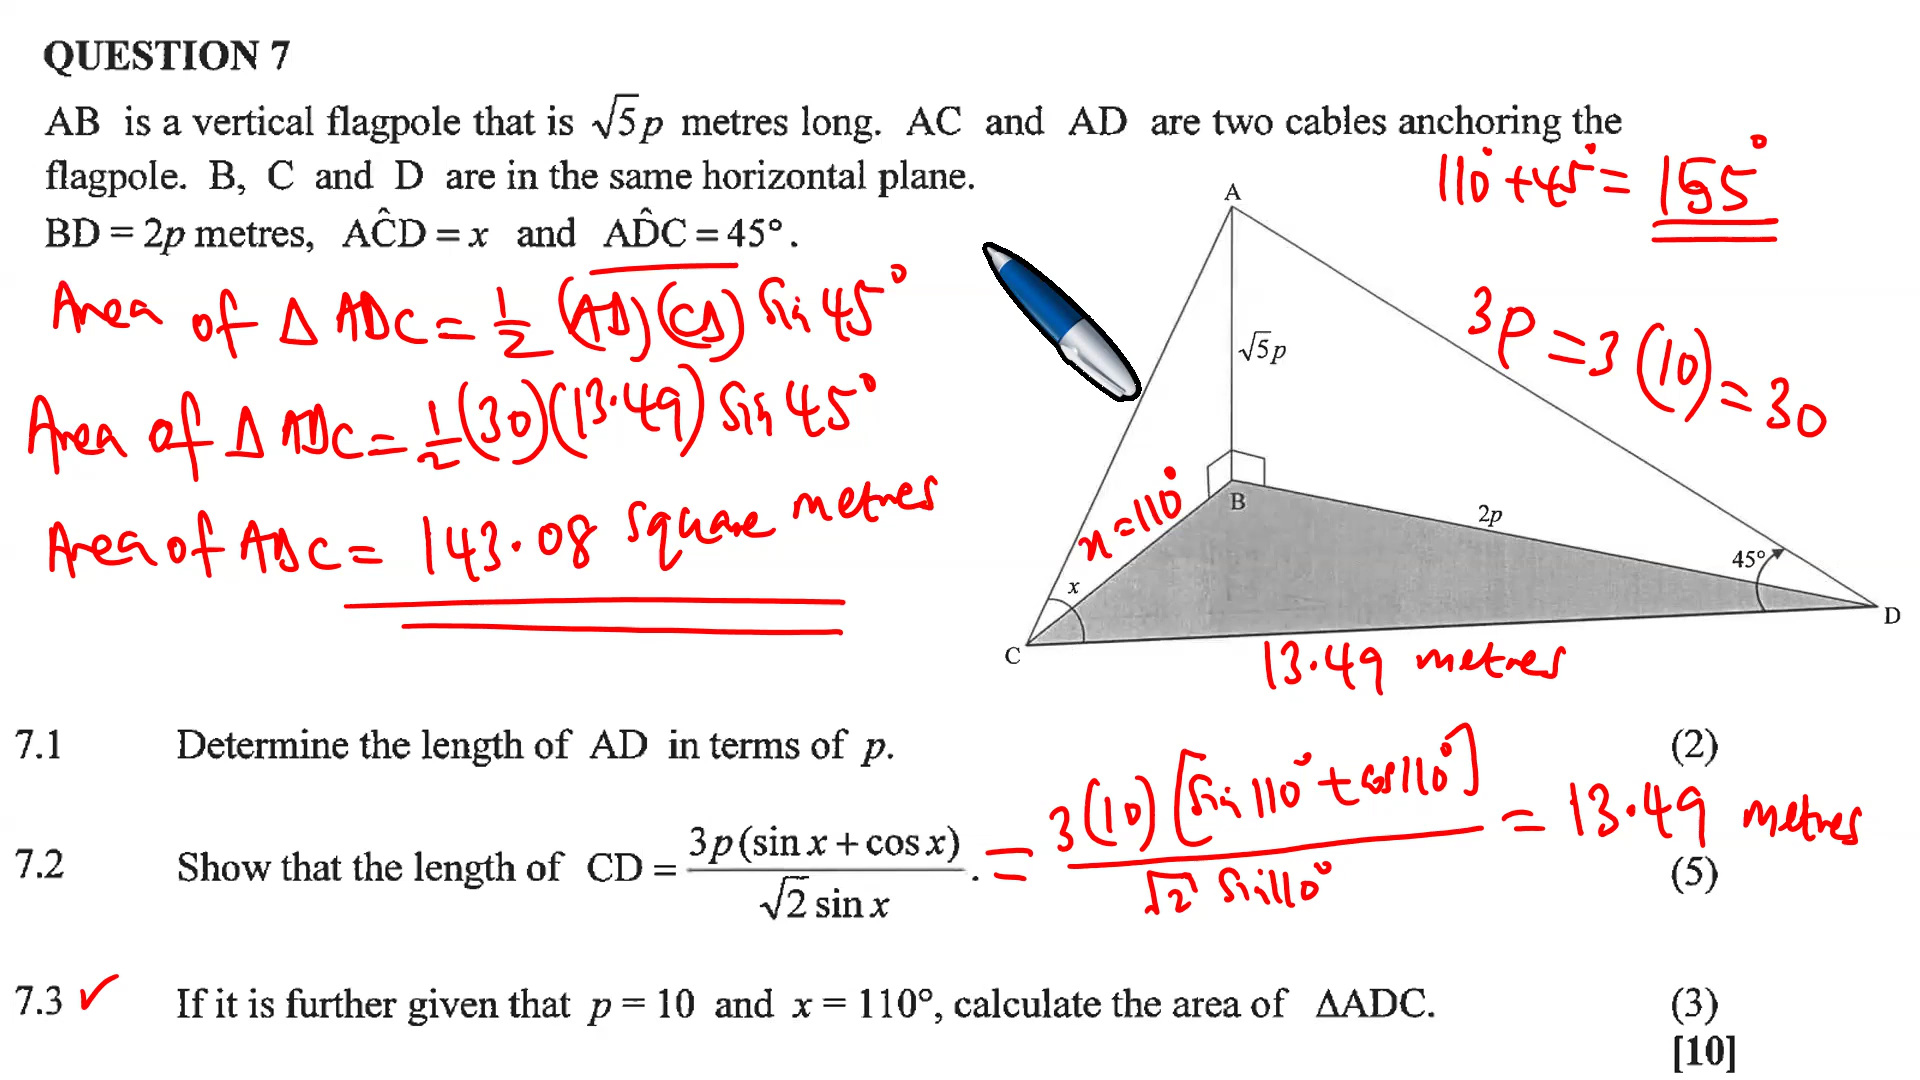 QUESTION 7
AB is a vertical flagpole that is √5p metres long. AC and AD are two cables anchoring the
flagpole. B, C and D are in the same horizontal plane.
BD = 2p metres, AĈD = x and AD̂C = 45°.
110° + 45° = 155°
Area of Δ ADC = 1/2 (AD)(CD) Sin 45°
Area of Δ ADC = 1/2 (30)(13.49) Sin 45°
Area of ADC = 143.08 square metres
3p = 3(10) = 30
A
√5p
B
x = 110°
2p
45°
x
D
C
13.49 metres
7.1 Determine the length of AD in terms of p. (2)
7.2 Show that the length of CD = 3p(sin x + cos x) / √2 sin x . = 3(10)[Sin 110° + cos 110°] / √2 Sin 110° = 13.49 metres (5)
7.3 ✓ If it is further given that p = 10 and x = 110°, calculate the area of ΔADC. (3)
[10]